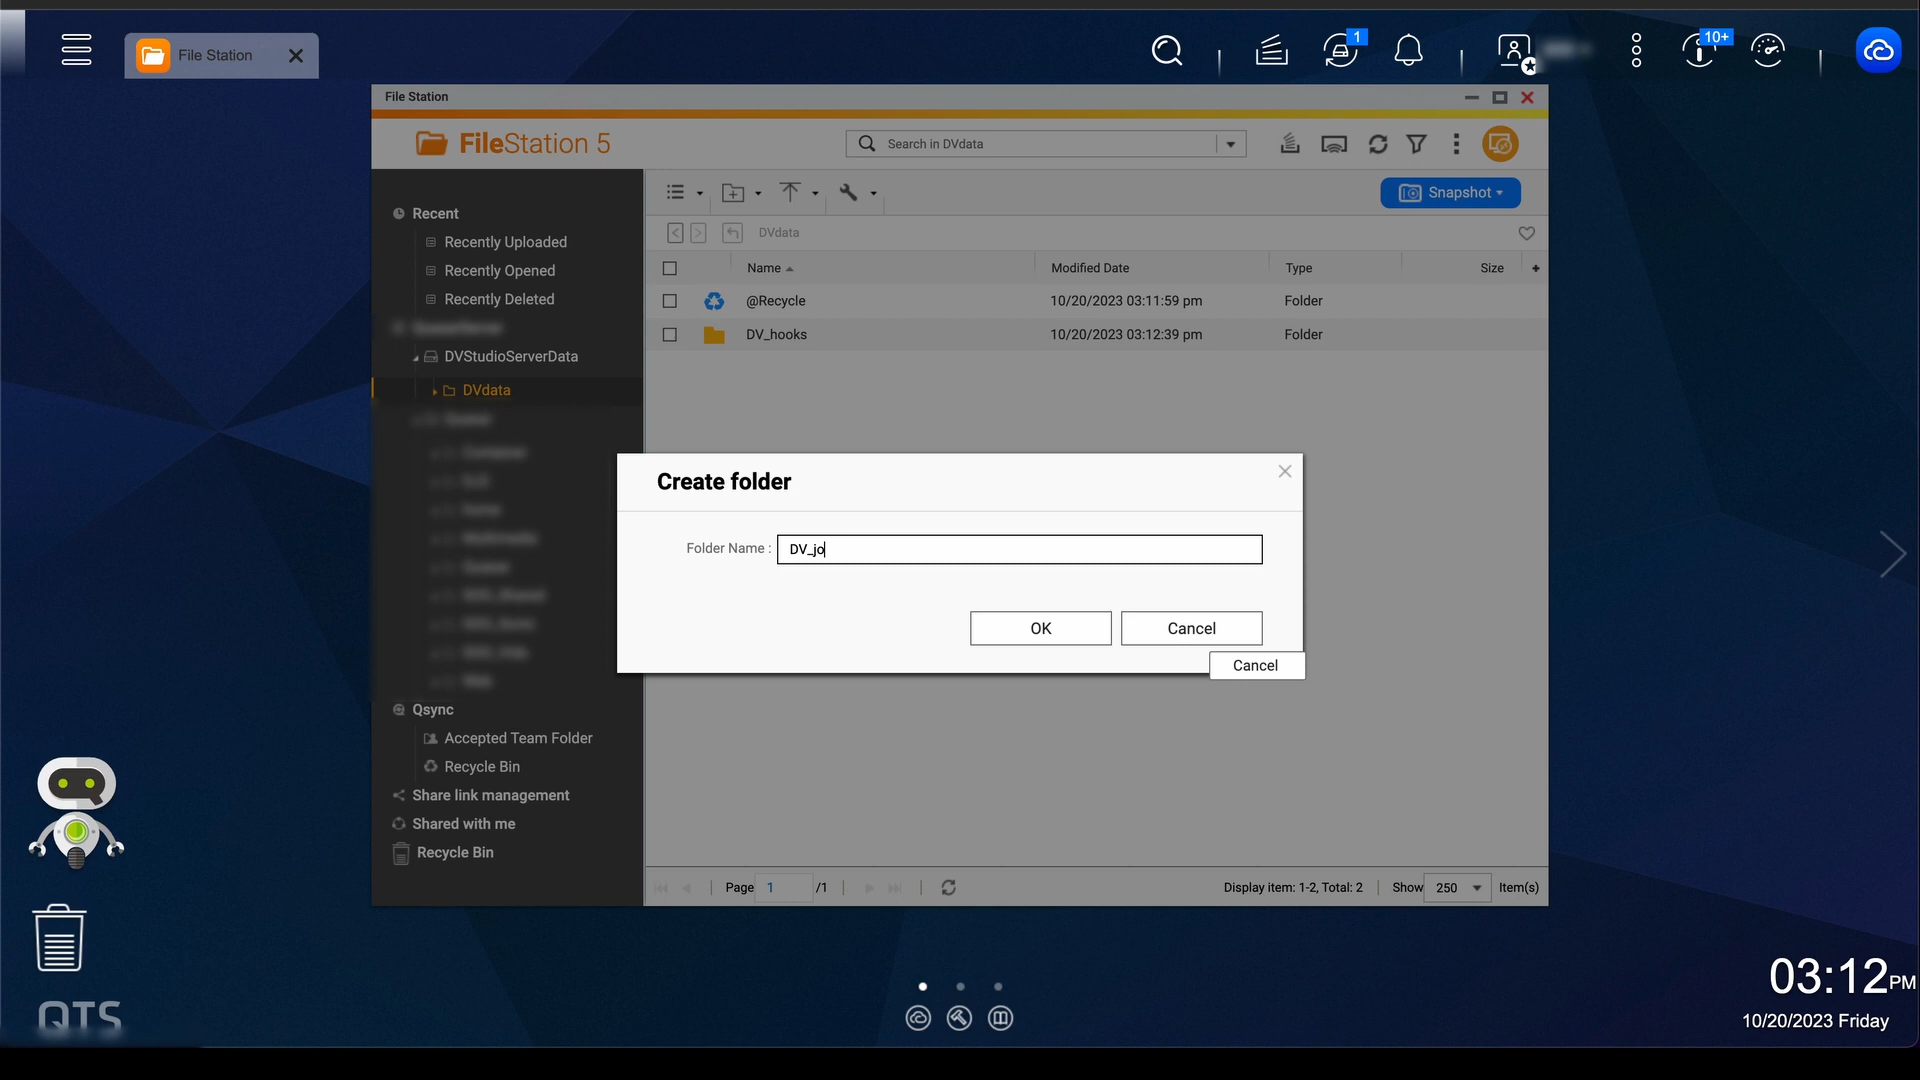 File Station
1
10+
File Station
FileStation 5
Search in DVdata
Snapshot
DVdata
Name
Modified Date
Type
Size
@Recycle
10/20/2023 03:11:59 pm
Folder
DV_hooks
10/20/2023 03:12:39 pm
Folder
Recent
Recently Uploaded
Recently Opened
Recently Deleted
DVStudioServerData
DVdata
Qsync
Accepted Team Folder
Recycle Bin
Share link management
Shared with me
Recycle Bin
Create folder
Folder Name :
DV_jo
OK
Cancel
Cancel
Page
1
/1
Display item: 1-2, Total: 2
Show
250
Item(s)
QTS
03:12PM
10/20/2023 Friday